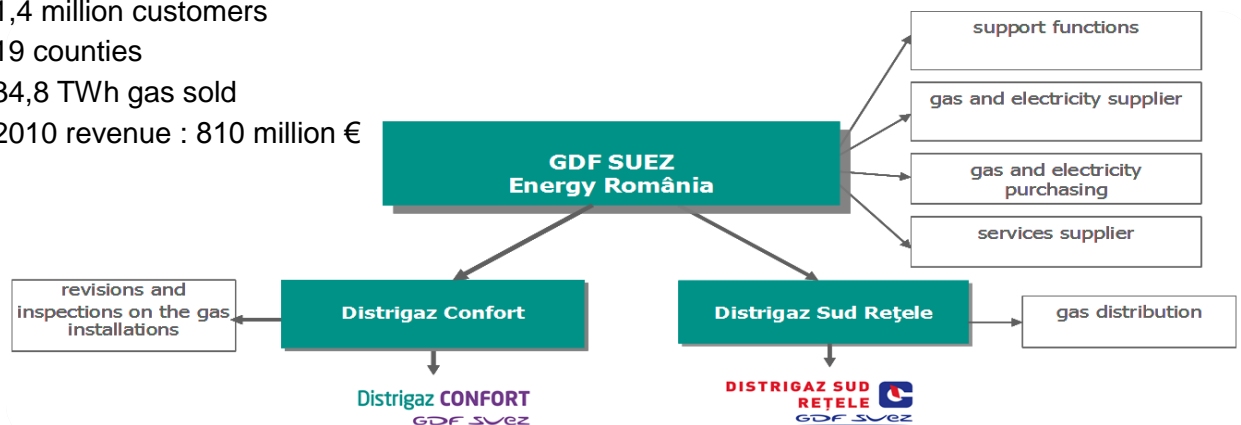 1,4 million customers
19 counties
34,8 TWh gas sold
2010 revenue : 810 million €
GDF SUEZ
Energy România
support functions
gas and electricity supplier
gas and electricity
purchasing
services supplier
revisions and
inspections on the gas
installations
Distrigaz Confort
Distrigaz Sud Reţele
gas distribution
Distrigaz CONFORT
GDF SUEZ
DISTRIGAZ SUD
REȚELE
GDF SUEZ